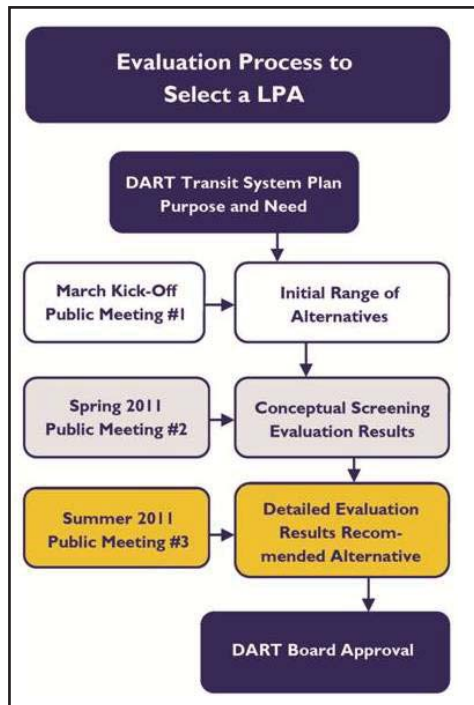 Evaluation Process to
Select a LPA
DART Transit System Plan
Purpose and Need
March Kick-Off
Public Meeting #1
Initial Range of
Alternatives
Spring 2011
Public Meeting #2
Conceptual Screening
Evaluation Results
Summer 2011
Public Meeting #3
Detailed Evaluation
Results Recom-
mended Alternative
DART Board Approval